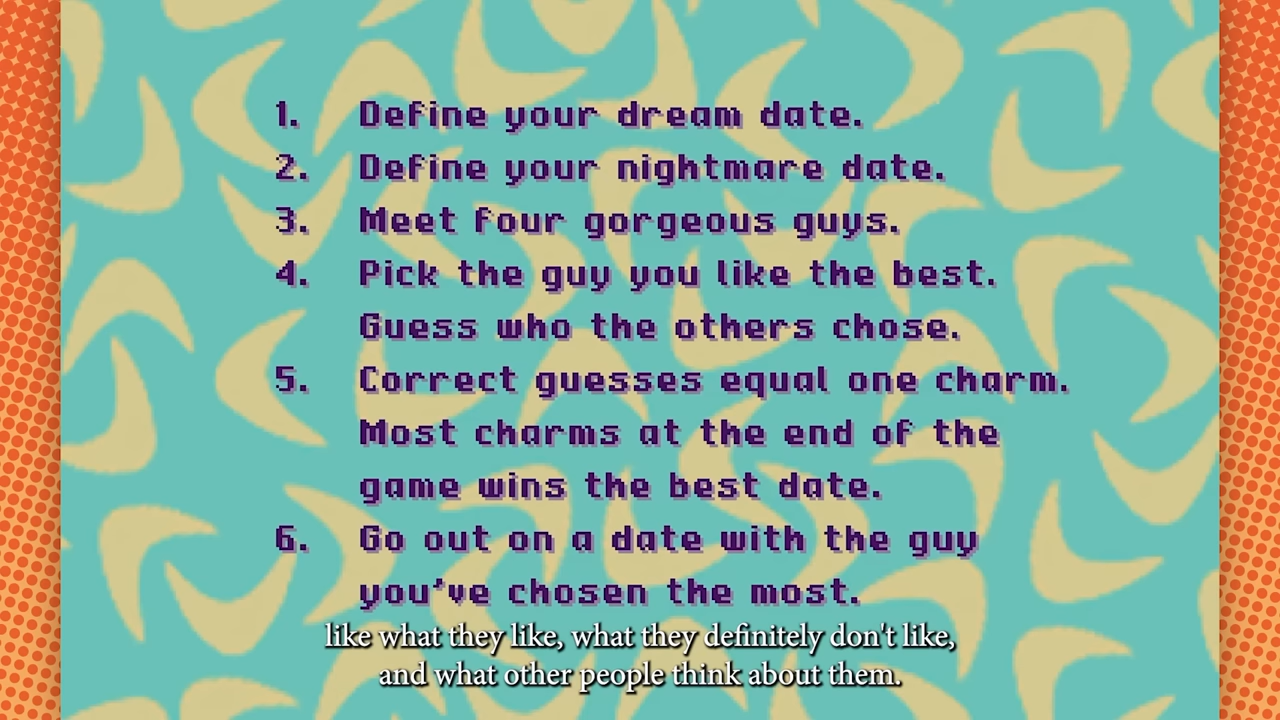 1. Define your dream date.
2. Define your nightmare date.
3. Meet four gorgeous guys.
4. Pick the guy you like the best.
Guess who the others chose.
5. Correct guesses equal one charm.
Most charms at the end of the
game wins the best date.
6. Go out on a date with the guy
you've chosen the most.
like what they like, what they definitely don't like,
and what other people think about them.